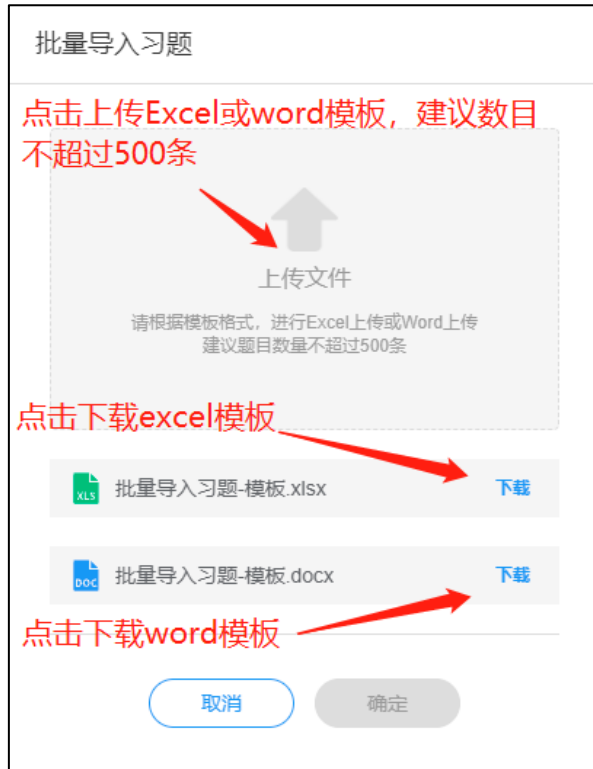 批量导入习题
点击上传Excel或word模板，建议数目
不超过500条
上传文件
请根据模板格式，进行Excel上传或Word上传
建议题目数量不超过500条
点击下载excel模板
XLS 批量导入习题-模板.xlsx 下载
DOC 批量导入习题-模板.docx 下载
点击下载word模板
取消 确定